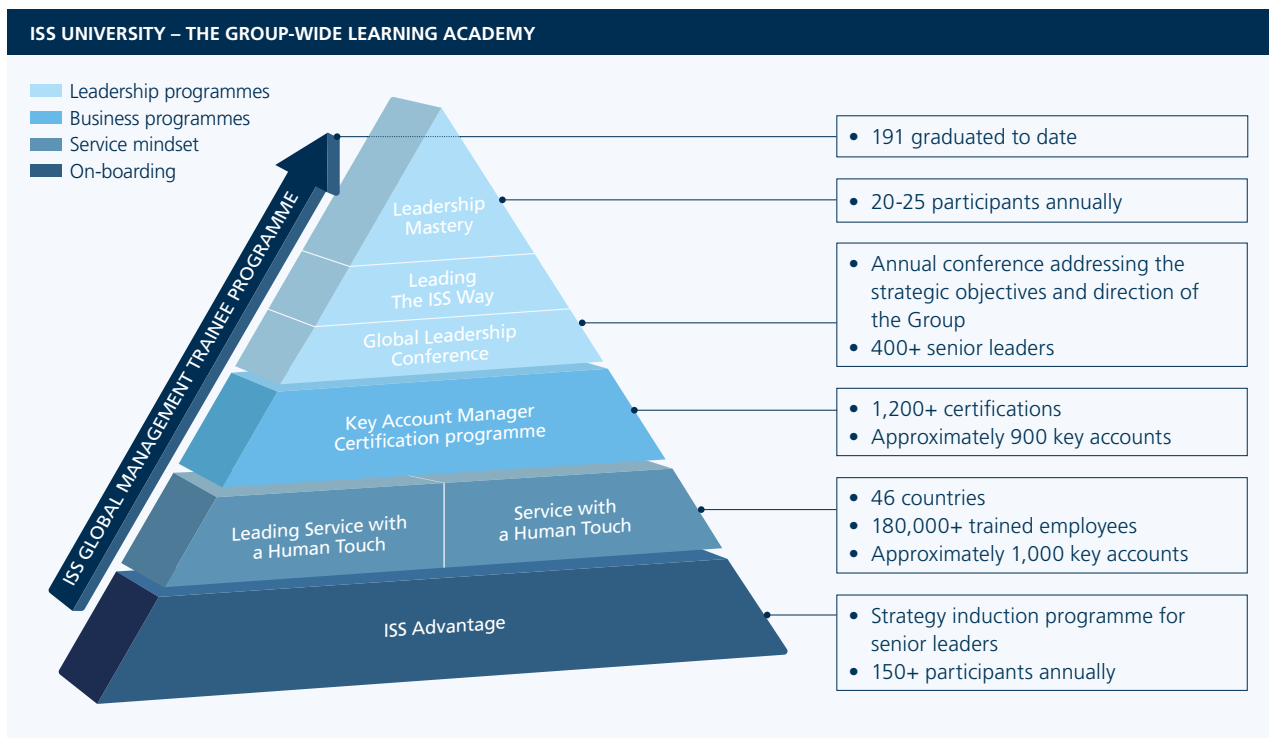 ISS UNIVERSITY – THE GROUP-WIDE LEARNING ACADEMY
Leadership programmes
Business programmes
Service mindset
On-boarding
ISS GLOBAL MANAGEMENT TRAINEE PROGRAMME
• 191 graduated to date
Leadership
Mastery
• 20-25 participants annually
Leading
The ISS Way
Global Leadership
Conference
• Annual conference addressing the
strategic objectives and direction of
the Group
• 400+ senior leaders
Key Account Manager
Certification programme
• 1,200+ certifications
• Approximately 900 key accounts
Leading Service with
a Human Touch
Service with
a Human Touch
• 46 countries
• 180,000+ trained employees
• Approximately 1,000 key accounts
ISS Advantage
• Strategy induction programme for
senior leaders
• 150+ participants annually